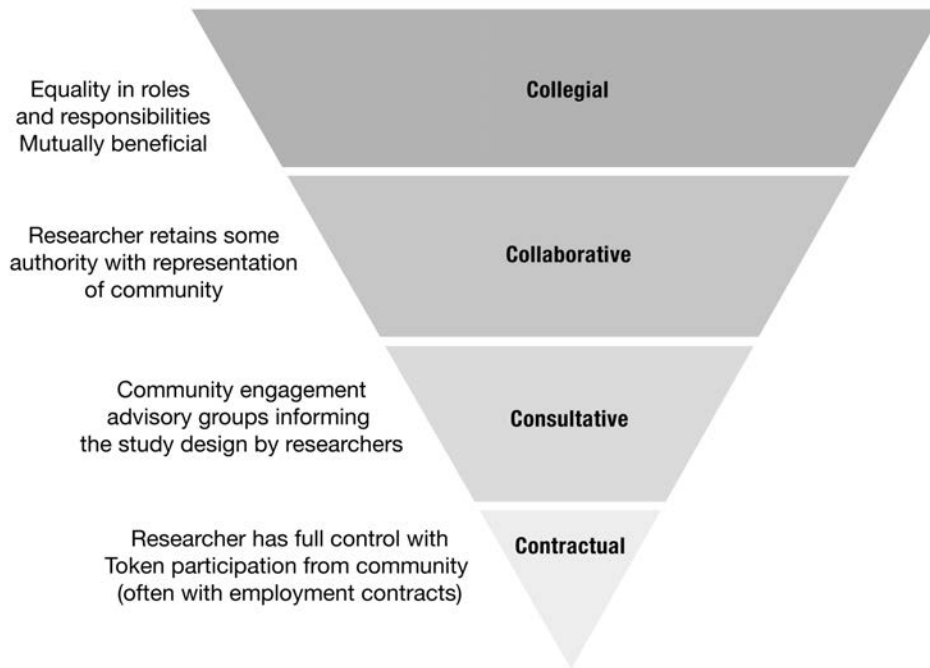 Collegial
Equality in roles
and responsibilities
Mutually beneficial
Collaborative
Researcher retains some
authority with representation
of community
Consultative
Community engagement
advisory groups informing
the study design by researchers
Contractual
Researcher has full control with
Token participation from community
(often with employment contracts)